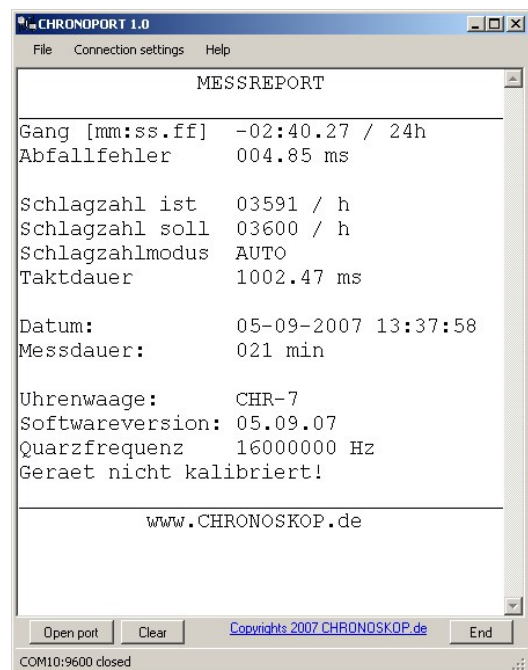 CHRONOPORT 1.0
File Connection settings Help
MESSREPORT
Gang [mm:ss.ff] -02:40.27 / 24h
Abfallfehler 004.85 ms
Schlagzahl ist 03591 / h
Schlagzahl soll 03600 / h
Schlagzahlmodus AUTO
Taktdauer 1002.47 ms
Datum: 05-09-2007 13:37:58
Messdauer: 021 min
Uhrenwaage: CHR-7
Softwareversion: 05.09.07
Quarzfrequenz 16000000 Hz
Geraet nicht kalibriert!
www.CHRONOSKOP.de
Open port Clear Copyrights 2007 CHRONOSKOP.de End
COM10:9600 closed